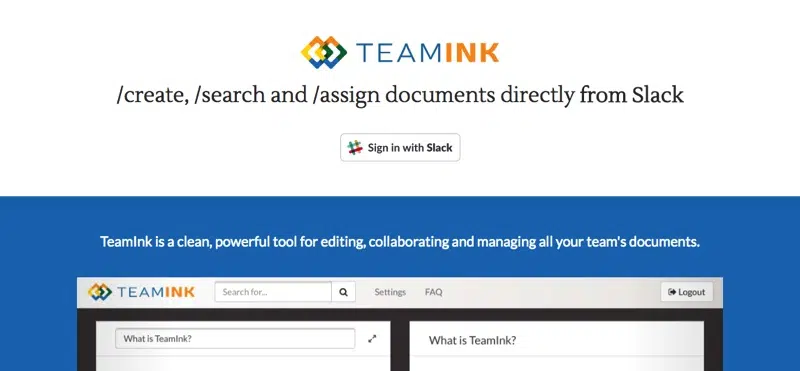 TEAMINK
/create, /search and /assign documents directly from Slack
Sign in with Slack
TeamInk is a clean, powerful tool for editing, collaborating and managing all your team's documents.
TEAMINK Search for... Settings FAQ Logout
What is TeamInk? What is TeamInk?